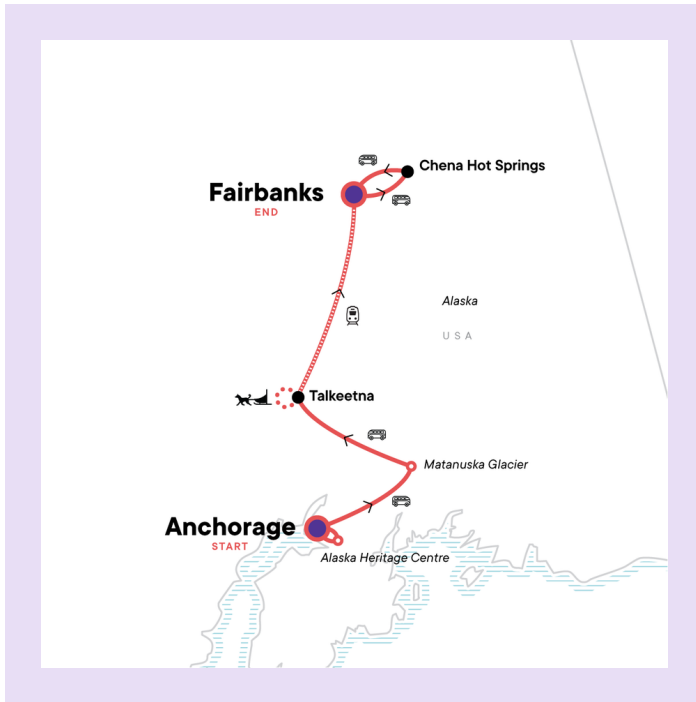 Chena Hot Springs
Fairbanks
END
Alaska
USA
Talkeetna
Matanuska Glacier
Anchorage
START
Alaska Heritage Centre